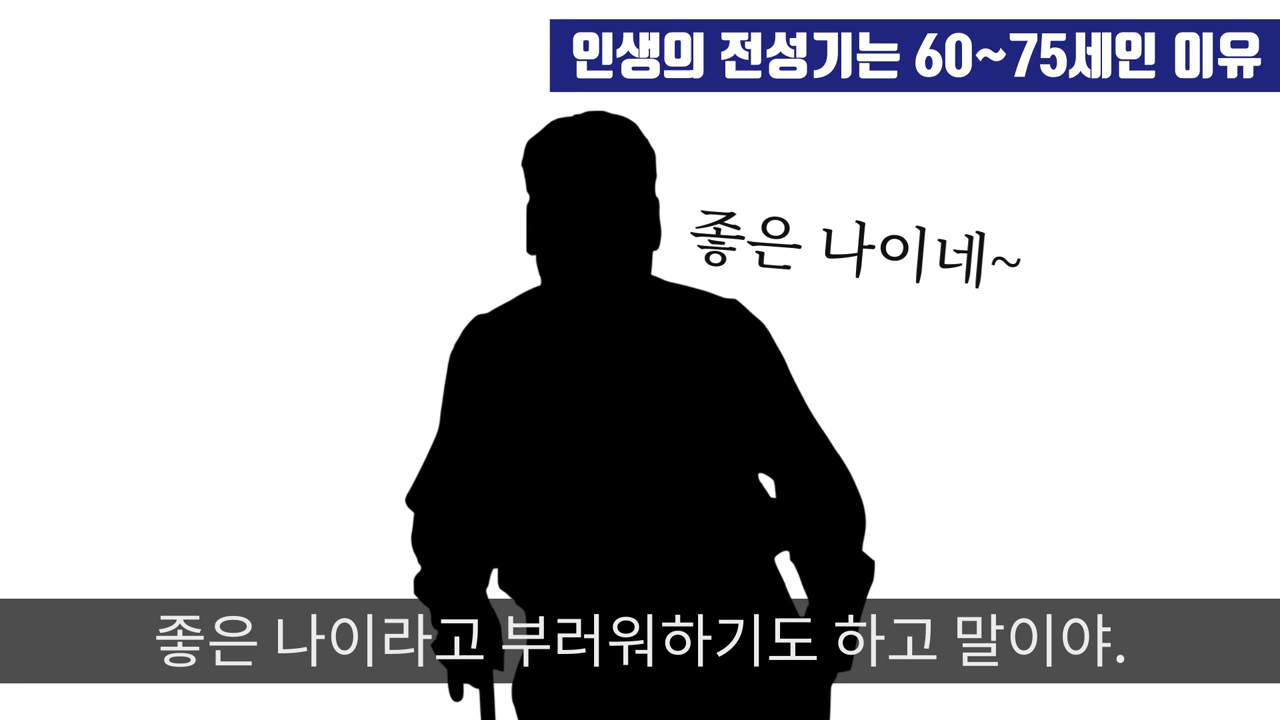 인생의 전성기는 60~75세인 이유
좋은 나이네~
좋은 나이라고 부러워하기도 하고 말이야.